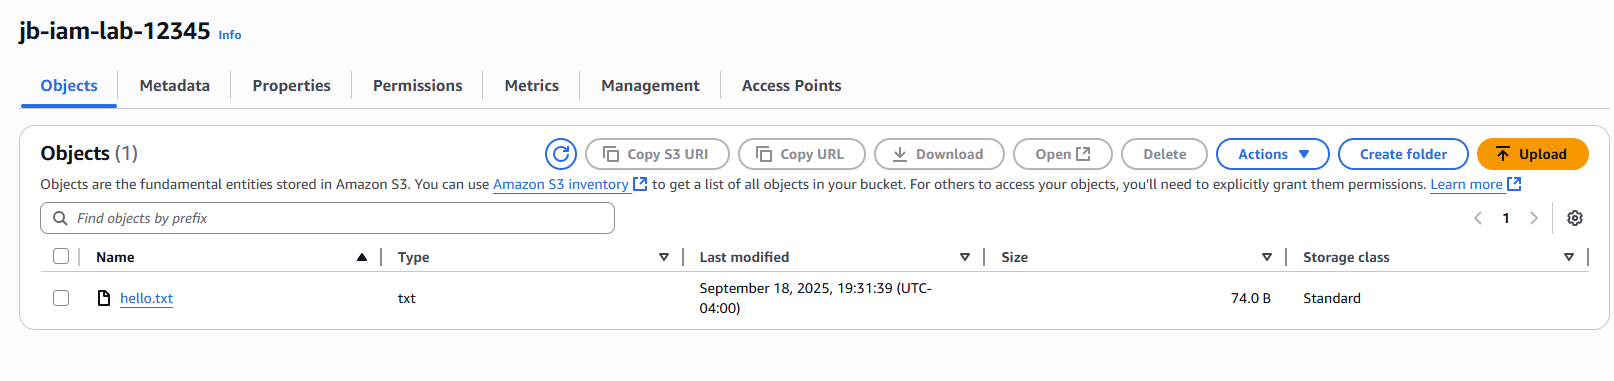 jb-iam-lab-12345 Info
Objects Metadata Properties Permissions Metrics Management Access Points
Objects (1) Copy S3 URI Copy URL Download Open Delete Actions Create folder Upload
Objects are the fundamental entities stored in Amazon S3. You can use Amazon S3 inventory to get a list of all objects in your bucket. For others to access your objects, you'll need to explicitly grant them permissions. Learn more
Find objects by prefix 1
Name Type Last modified Size Storage class
hello.txt txt September 18, 2025, 19:31:39 (UTC- 74.0 B Standard
04:00)